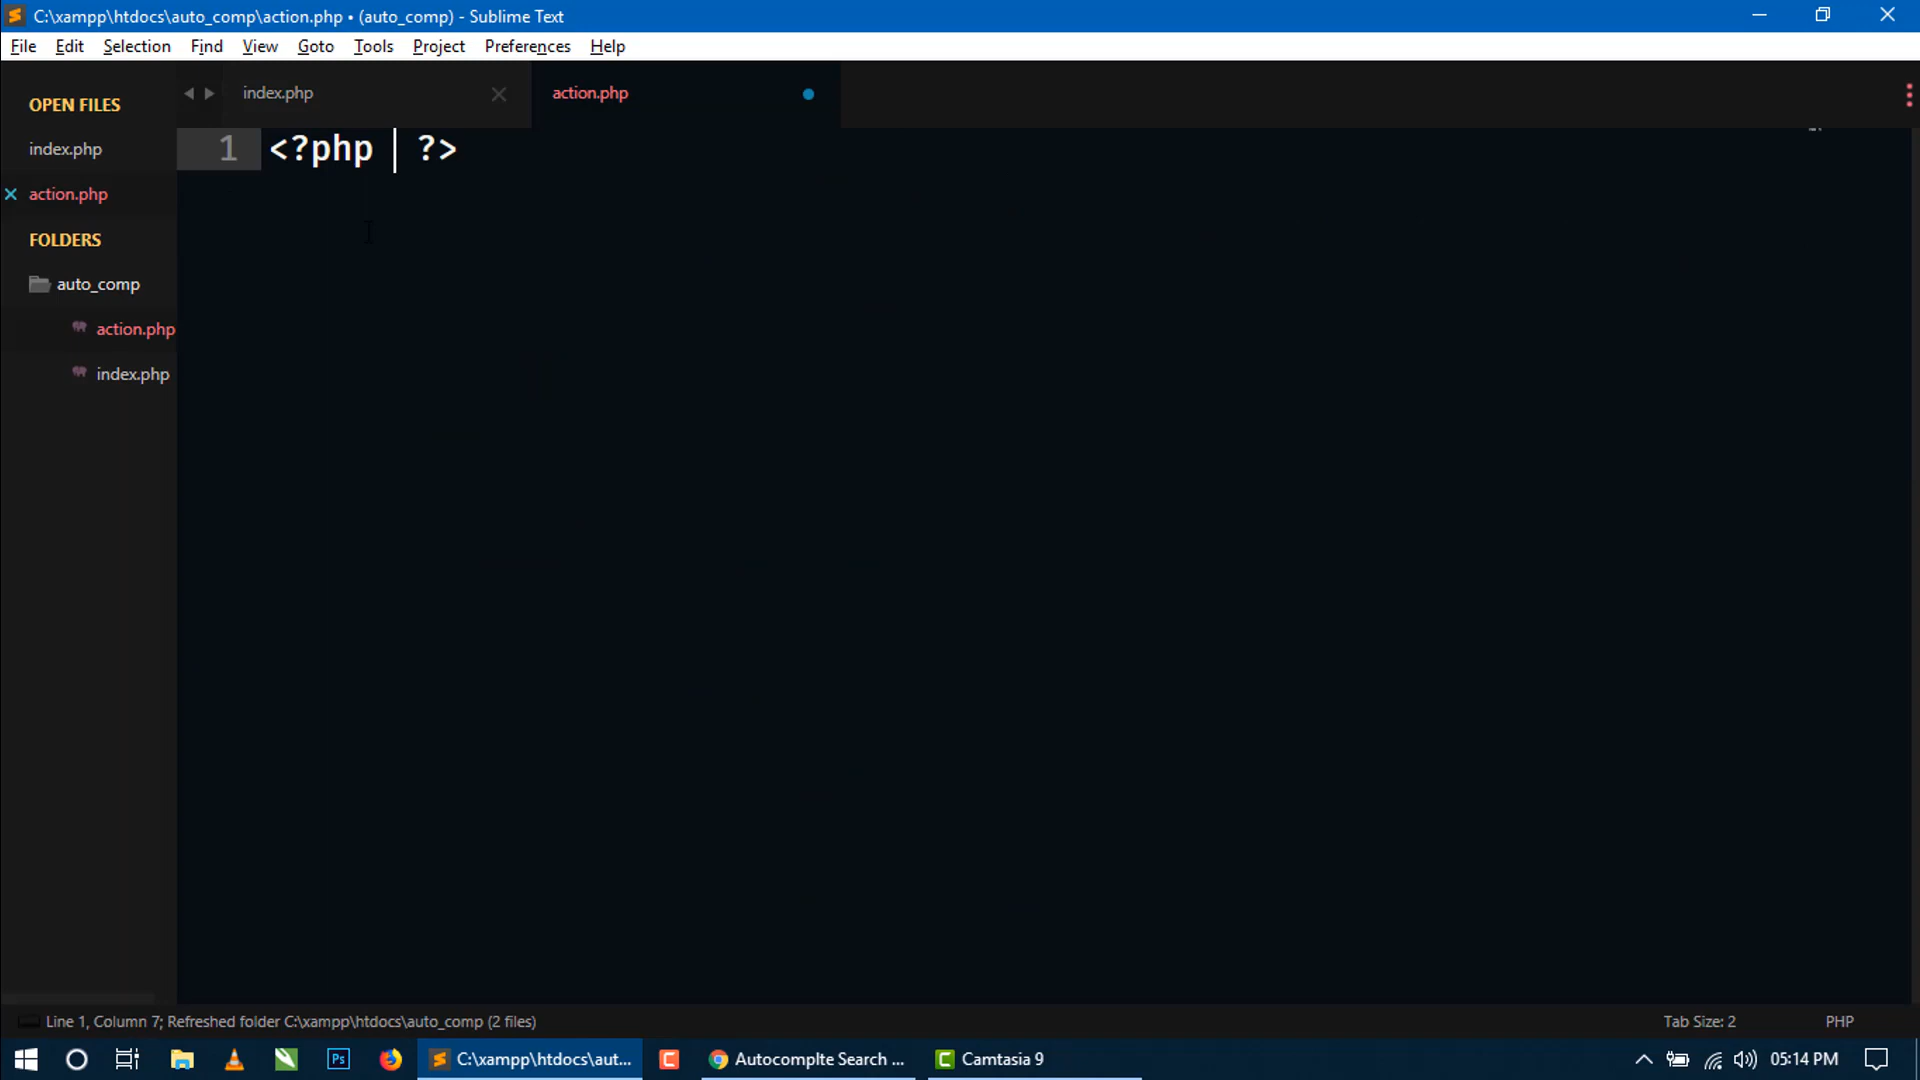 C:\xampp\htdocs\auto_comp\action.php • (auto_comp) - Sublime Text
File Edit Selection Find View Goto Tools Project Preferences Help
OPEN FILES
index.php
action.php
FOLDERS
auto_comp
action.php
index.php
index.php action.php
1 <?php ?>
Line 1, Column 7; Refreshed folder C:\xampp\htdocs\auto_comp (2 files)
Tab Size: 2 PHP
Ps
C:\xampp\htdocs\aut...
C
Autocomplte Search ...
C Camtasia 9
05:14 PM